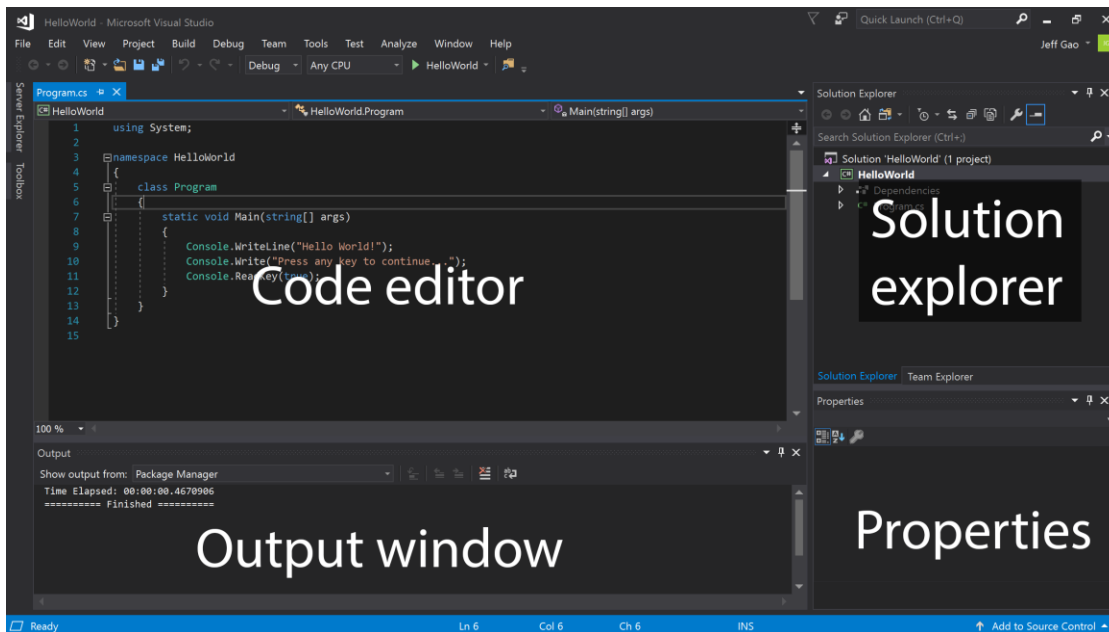 HelloWorld - Microsoft Visual Studio
Quick Launch (Ctrl+Q)
File Edit View Project Build Debug Team Tools Test Analyze Window Help
Jeff Gao
Debug Any CPU HelloWorld
Server Explorer
Toolbox
Program.cs
HelloWorld HelloWorld.Program Main(string[] args)
1 using System;
2
3 namespace HelloWorld
4 {
5 class Program
6 {
7 static void Main(string[] args)
8 {
9 Console.WriteLine("Hello World!");
10 Console.Write("Press any key to continue...");
11 Console.ReadKey(true);
12 }
13 }
14 }
15
Code editor
100 %
Solution Explorer
Search Solution Explorer (Ctrl+;)
Solution 'HelloWorld' (1 project)
HelloWorld
Dependencies
Program.cs
Solution
explorer
Solution Explorer Team Explorer
Properties
Properties
Output
Show output from: Package Manager
Time Elapsed: 00:00:00.4670906
========== Finished ==========
Output window
Ready Ln 6 Col 6 Ch 6 INS Add to Source Control